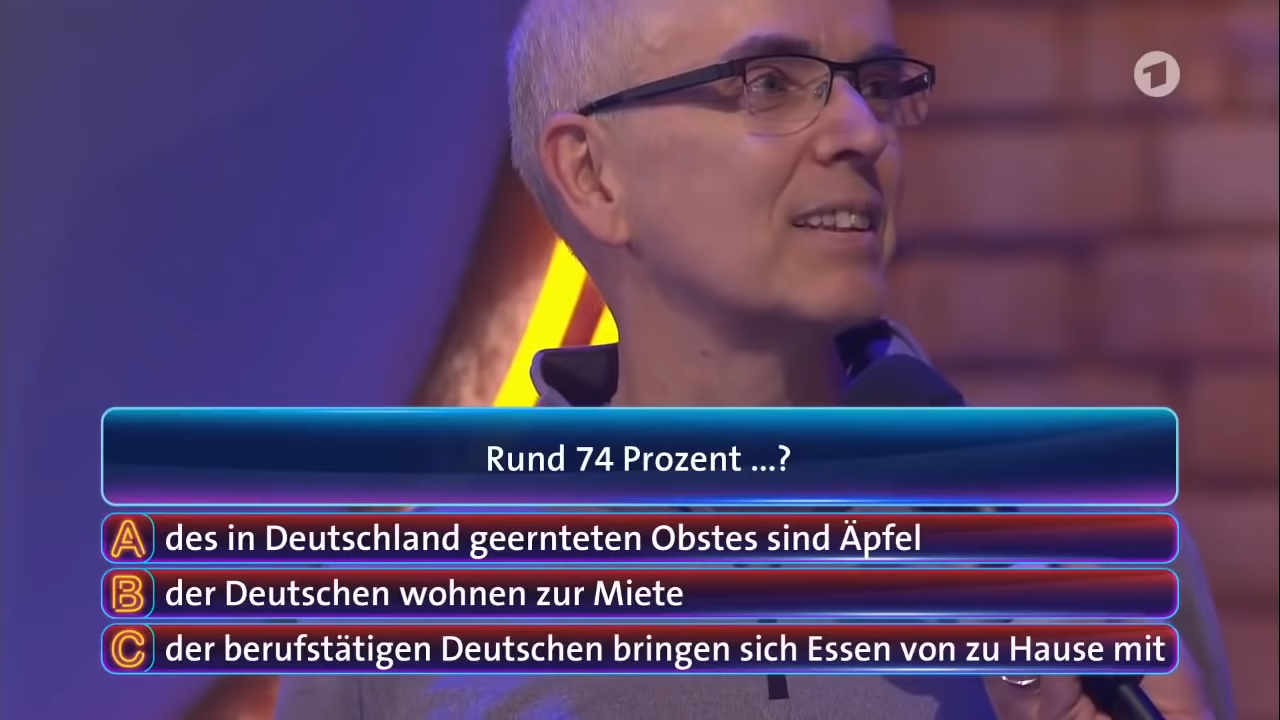 1
Rund 74 Prozent ...?
A des in Deutschland geernteten Obstes sind Äpfel
B der Deutschen wohnen zur Miete
C der berufstätigen Deutschen bringen sich Essen von zu Hause mit